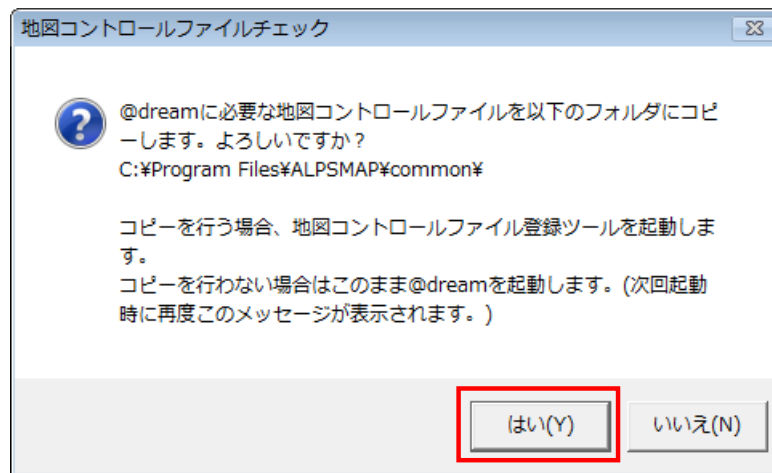 地図コントロールファイルチェック
@dreamに必要な地図コントロールファイルを以下のフォルダにコピ
ーします。よろしいですか？
C:¥Program Files¥ALPSMAP¥common¥
コピーを行う場合、地図コントロールファイル登録ツールを起動しま
す。
コピーを行わない場合はこのまま@dreamを起動します。(次回起動
時に再度このメッセージが表示されます。)
はい(Y)
いいえ(N)